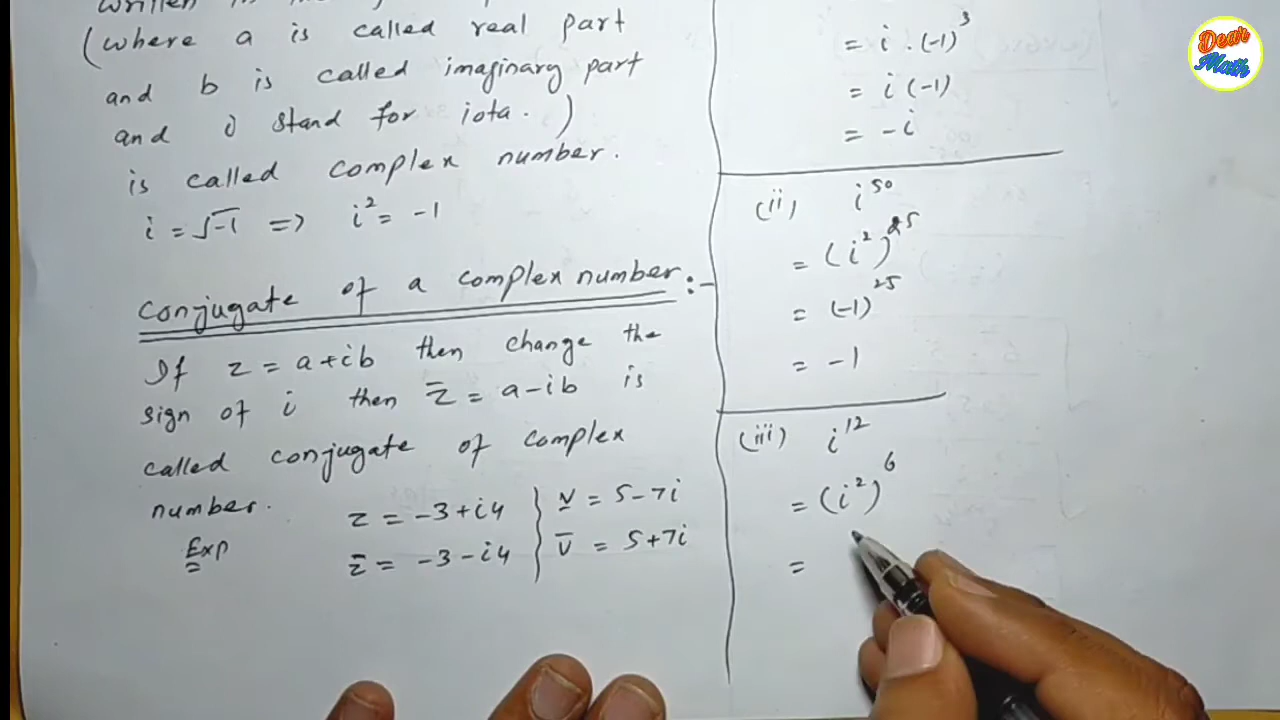 written in
(where a is called real part
and b is called imaginary part
and i stand for iota.)
is called complex number.
i = √-1 => i² = -1
Conjugate of a complex number :-
If z = a+ib then change the
sign of i then z̅ = a-ib is
called conjugate of complex
number.
Exp
z = -3+i4
z̅ = -3-i4
v = 5-7i
v̅ = 5+7i
= i·(-1)³
= i(-1)
= -i
(ii) i⁵⁰
= (i²)²⁵
= (-1)²⁵
= -1
(iii) i¹²
= (i²)⁶
=
Dear
Math